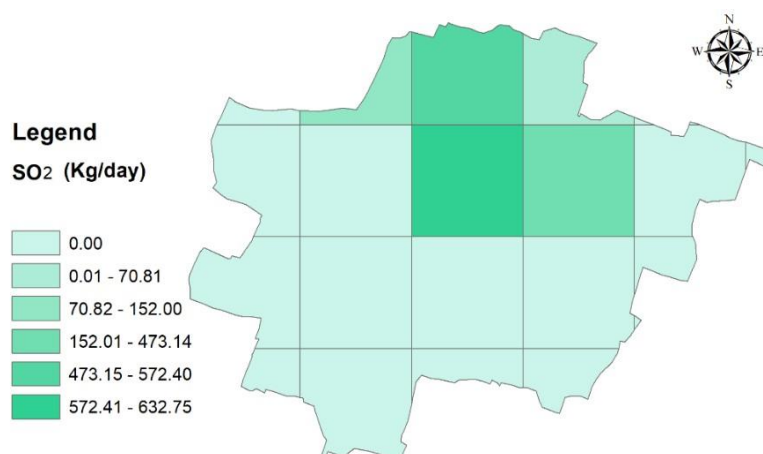 N
W E
S
Legend
SO2 (Kg/day)
0.00
0.01 - 70.81
70.82 - 152.00
152.01 - 473.14
473.15 - 572.40
572.41 - 632.75